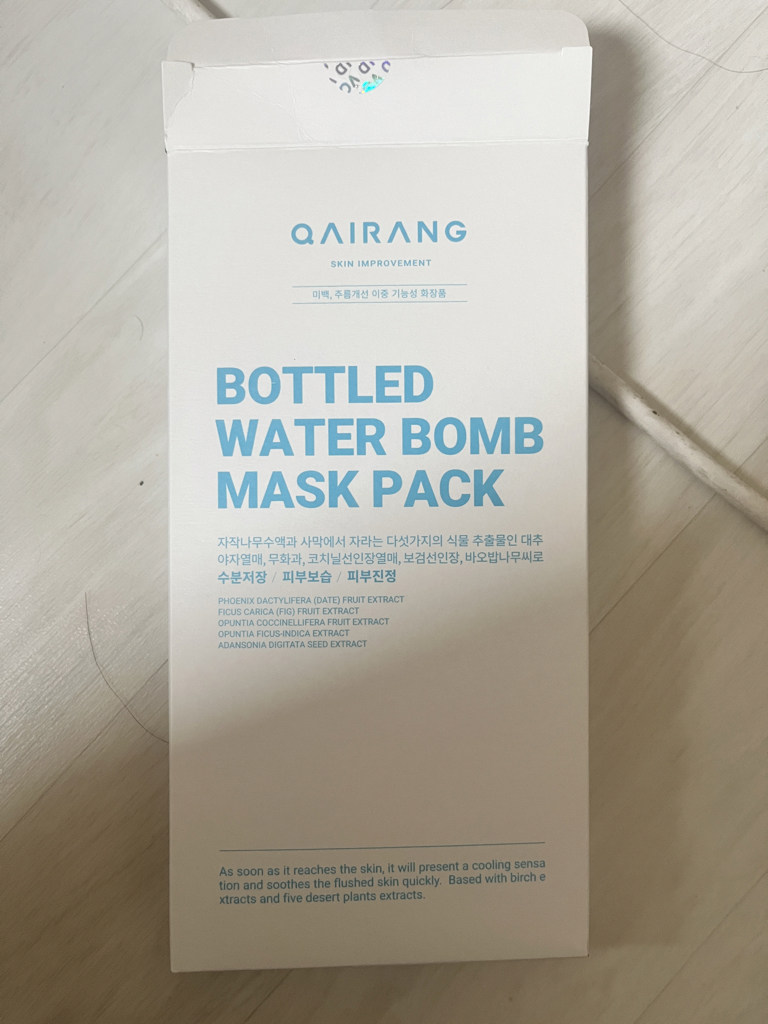 QAIRANG
SKIN IMPROVEMENT
미백, 주름개선 이중 기능성 화장품
BOTTLED
WATER BOMB
MASK PACK
자작나무수액과 사막에서 자라는 다섯가지의 식물 추출물인 대추
야자열매, 무화과, 코치닐선인장열매, 보검선인장, 바오밥나무씨로
수분저장 / 피부보습 / 피부진정
PHOENIX DACTYLIFERA (DATE) FRUIT EXTRACT
FICUS CARICA (FIG) FRUIT EXTRACT
OPUNTIA COCCINELLIFERA FRUIT EXTRACT
OPUNTIA FICUS-INDICA EXTRACT
ADANSONIA DIGITATA SEED EXTRACT
As soon as it reaches the skin, it will present a cooling sensa
tion and soothes the flushed skin quickly. Based with birch e
xtracts and five desert plants extracts.